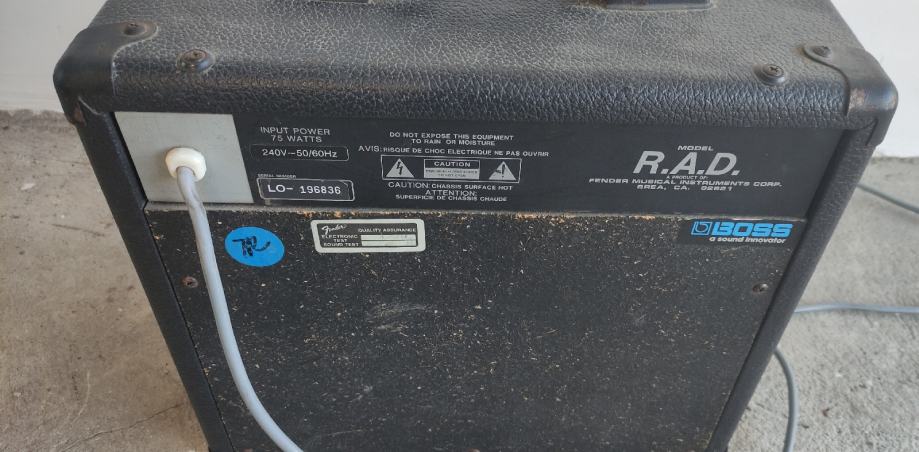 INPUT POWER
75 WATTS
240V~50/60Hz
SERIAL NUMBER
LO- 196836
DO NOT EXPOSE THIS EQUIPMENT
TO RAIN OR MOISTURE
AVIS: RISQUE DE CHOC ELECTRIQUE NE PAS OUVRIR
CAUTION
CAUTION: CHASSIS SURFACE HOT
ATTENTION:
SUPERFICIE DE CHASSIS CHAUDE
MODEL
R.A.D.
A PRODUCT OF:
FENDER MUSICAL INSTRUMENTS CORP.
BREA, CA. 92621
Fender
QUALITY ASSURANCE
ELECTRONIC
TEST
SOUND TEST
BOSS
a sound innovator